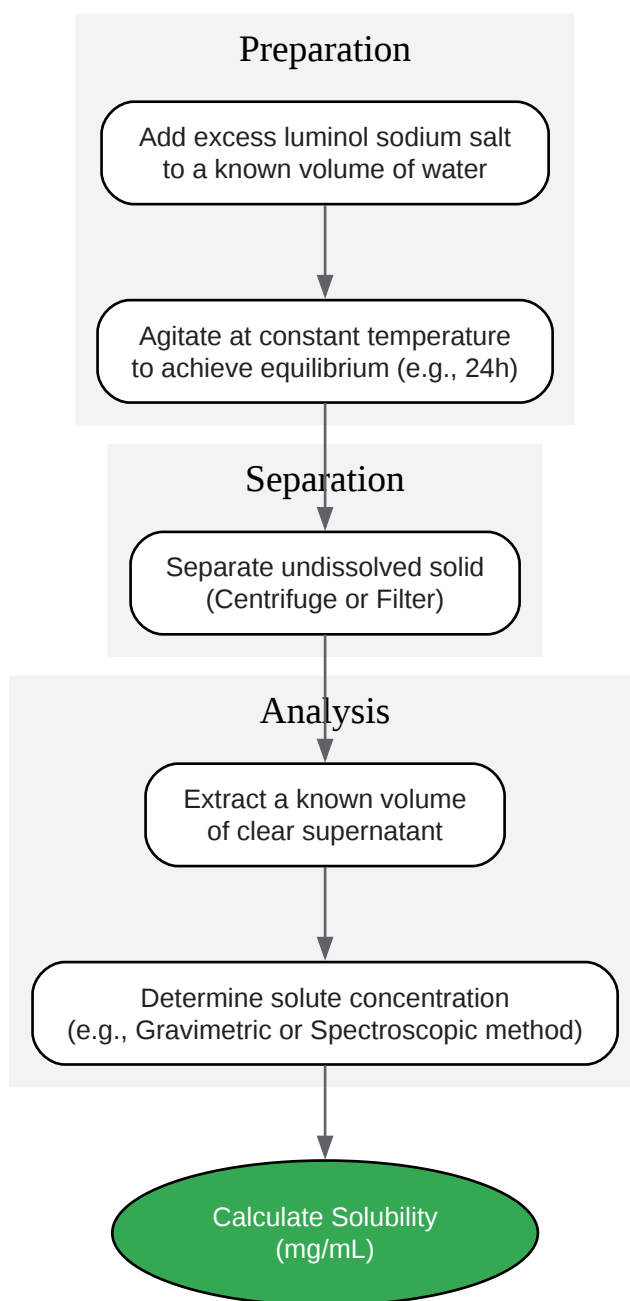 Preparation
Add excess luminol sodium salt
to a known volume of water
Agitate at constant temperature
to achieve equilibrium (e.g., 24h)
Separation
Separate undissolved solid
(Centrifuge or Filter)
Analysis
Extract a known volume
of clear supernatant
Determine solute concentration
(e.g., Gravimetric or Spectroscopic method)
Calculate Solubility
(mg/mL)